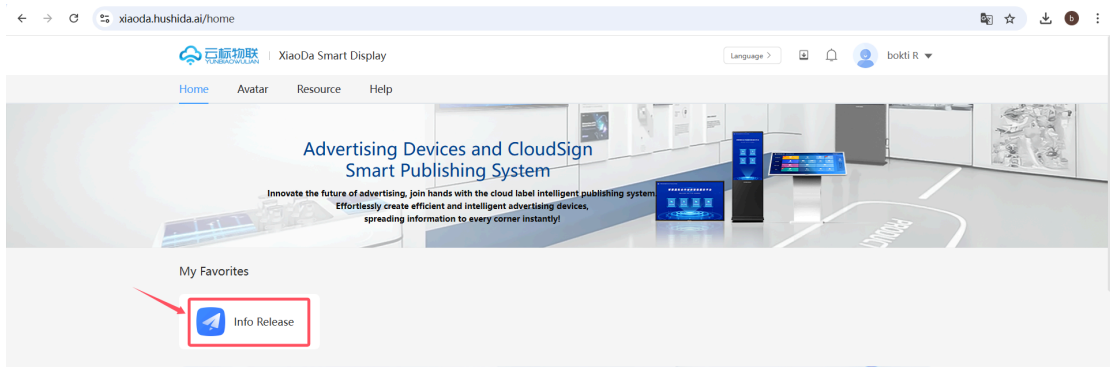 xiaoda.hushida.ai/home
b
云标物联
YUNBIAOWULIAN
XiaoDa Smart Display
Language >
bokti R
Home Avatar Resource Help
Advertising Devices and CloudSign
Smart Publishing System
Innovate the future of advertising, join hands with the cloud label intelligent publishing system
Effortlessly create efficient and intelligent advertising devices,
spreading information to every corner instantly!
My Favorites
Info Release